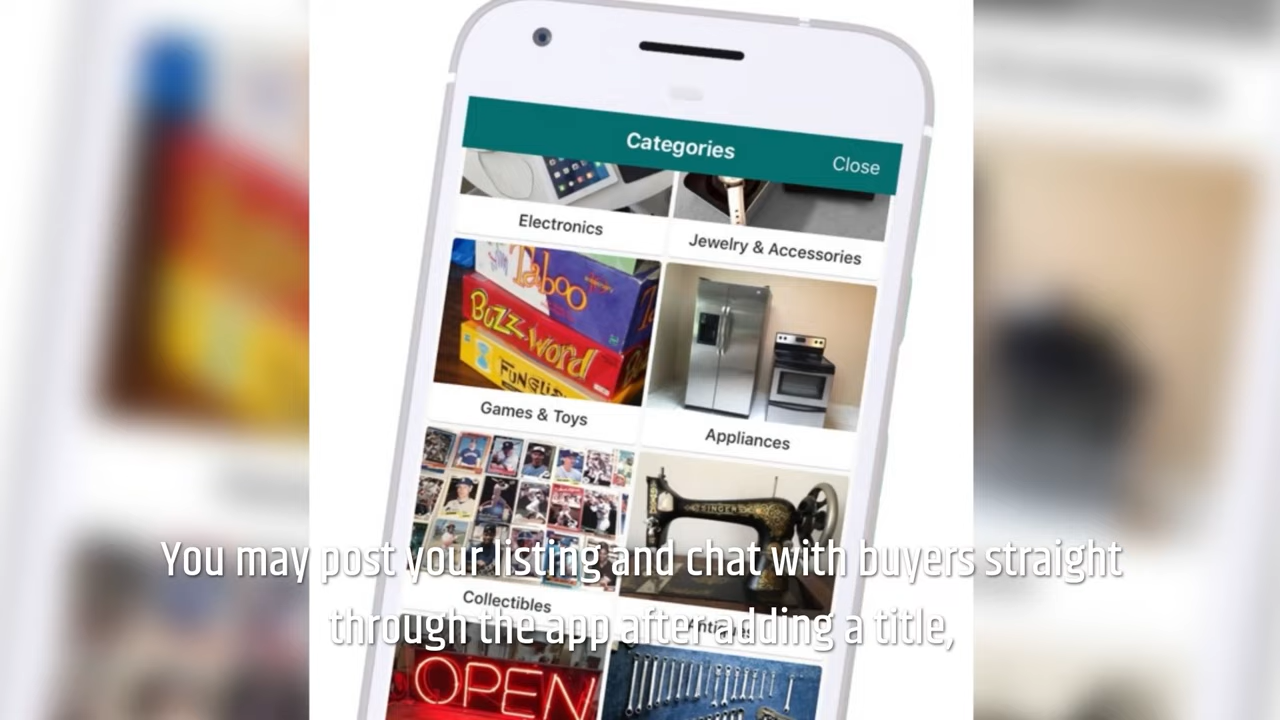 Categories
Close
Electronics
Jewelry & Accessories
Taboo
BUZZ-WORD
Games & Toys
Appliances
SINGER
Collectibles
Antiques
OPEN
You may post your listing and chat with buyers straight
through the app after adding a title,